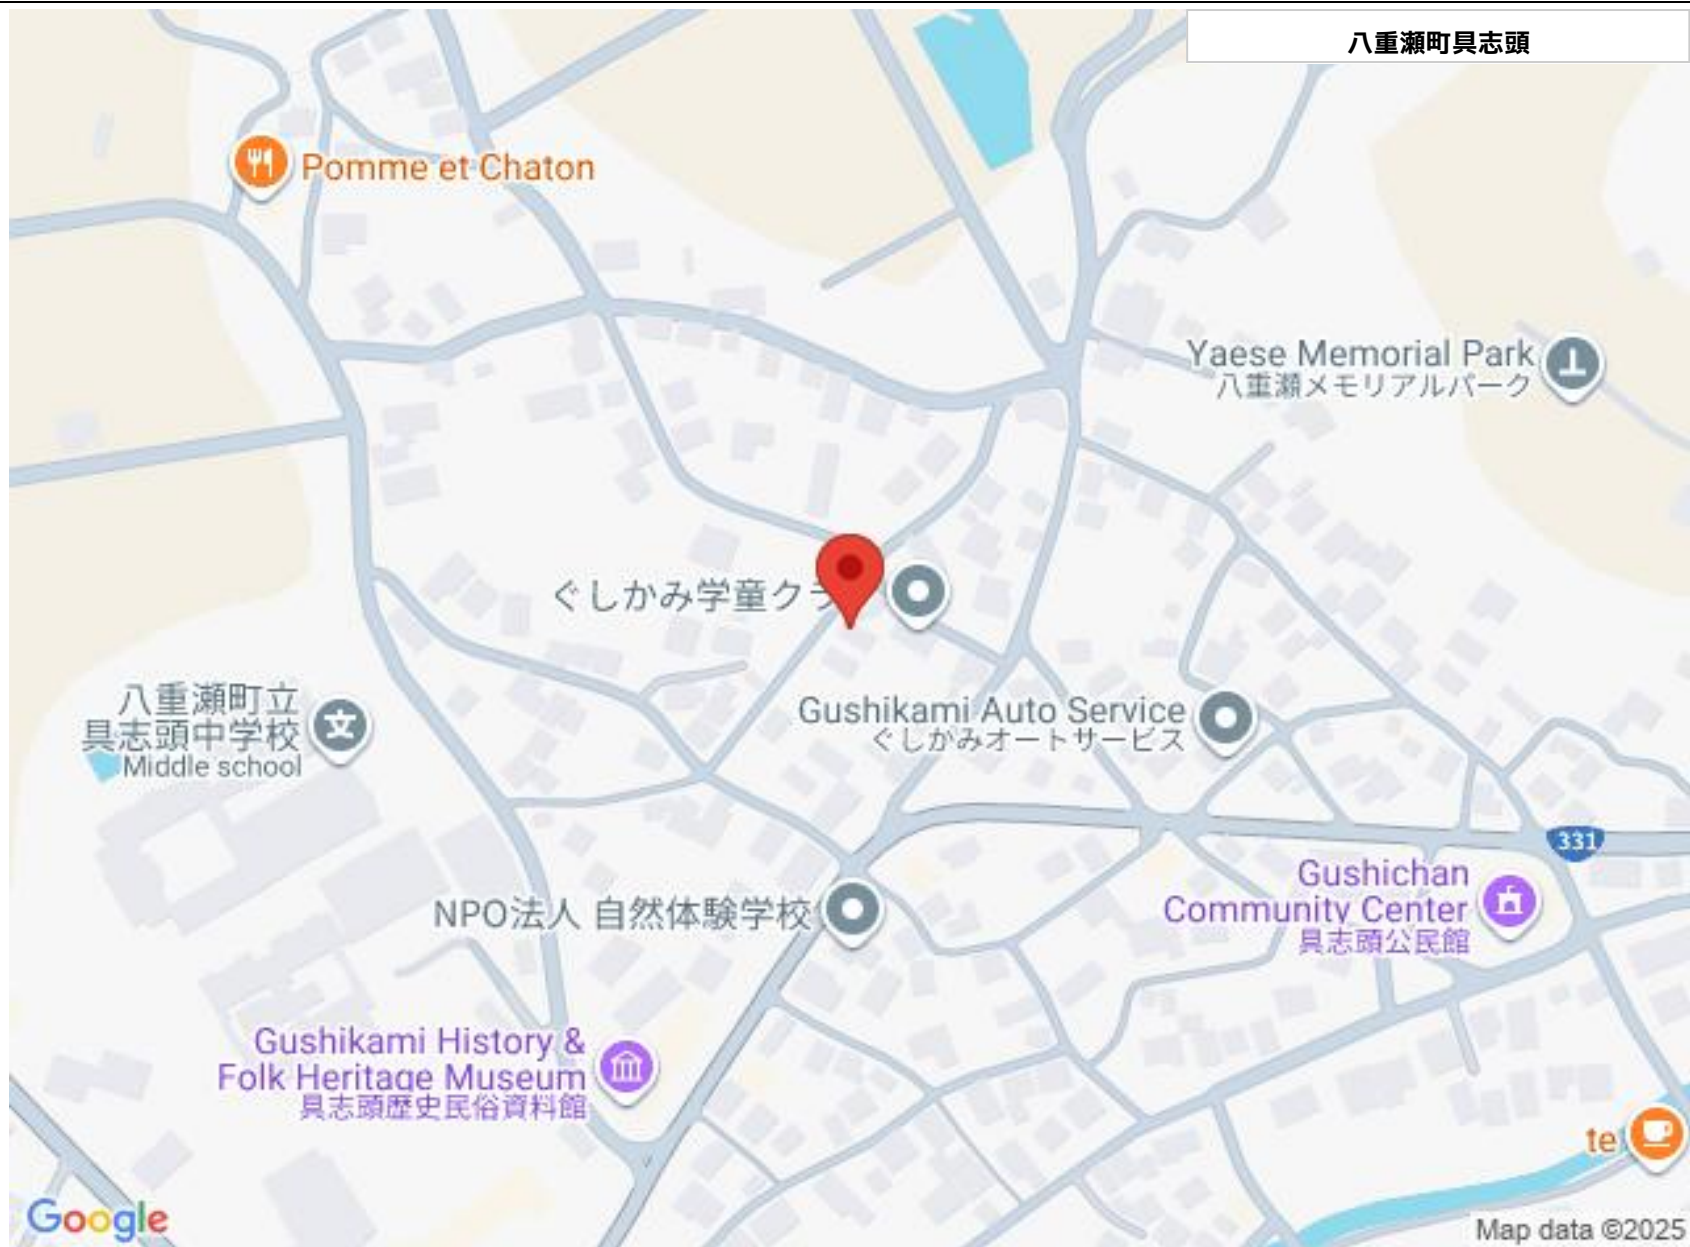 八重瀬町具志頭
Pomme et Chaton
Yaese Memorial Park
八重瀬メモリアルパーク
ぐしかみ学童クラ
八重瀬町立
具志頭中学校
Middle school
Gushikami Auto Service
ぐしかみオートサービス
331
Gushichan
Community Center
具志頭公民館
NPO法人 自然体験学校
Gushikami History &
Folk Heritage Museum
具志頭歴史民俗資料館
te
Google
Map data ©2025